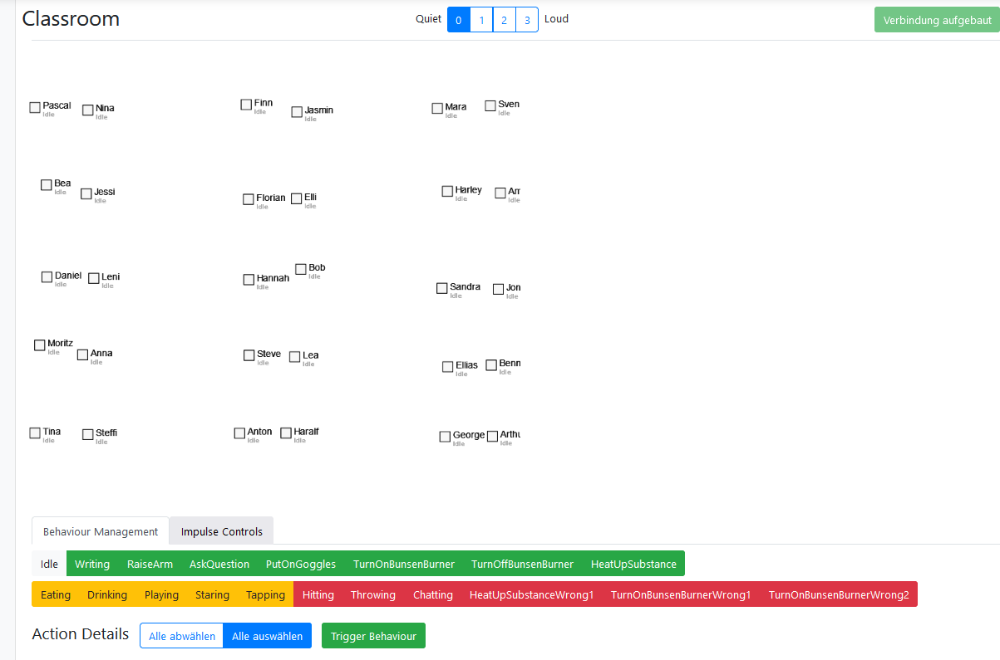 Classroom Quiet 0 1 2 3 Loud Verbindung aufgebaut
Pascal Nina Finn Jasmin Mara Sven
Idle Idle Idle Idle Idle Idle
Bea Jessi Florian Elli Harley Am
Idle Idle Idle Idle Idle Idle
Daniel Leni Hannah Bob Sandra Jon
Idle Idle Idle Idle Idle Idle
Moritz Anna Steve Lea Ellias Benn
Idle Idle Idle Idle Idle Idle
Tina Steffi Anton Haralf George Arthu
Idle Idle Idle Idle Idle Idle
Behaviour Management Impulse Controls
Idle Writing RaiseArm AskQuestion PutOnGoggles TurnOnBunsenBurner TurnOffBunsenBurner HeatUpSubstance
Eating Drinking Playing Staring Tapping Hitting Throwing Chatting HeatUpSubstanceWrong1 TurnOnBunsenBurnerWrong1 TurnOnBunsenBurnerWrong2
Action Details Alle abwählen Alle auswählen Trigger Behaviour